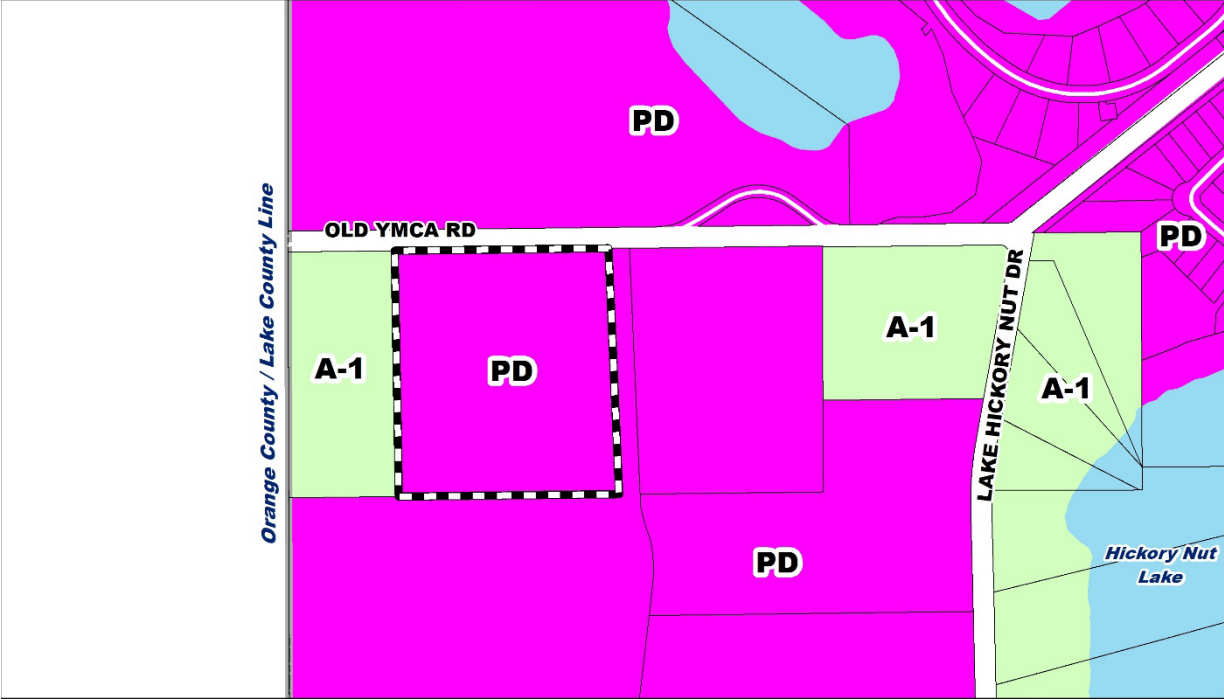 PD
OLD YMCA RD
PD
Orange County / Lake County Line
A-1
A-1
PD
LAKE HICKORY NUT DR
A-1
PD
Hickory Nut
Lake